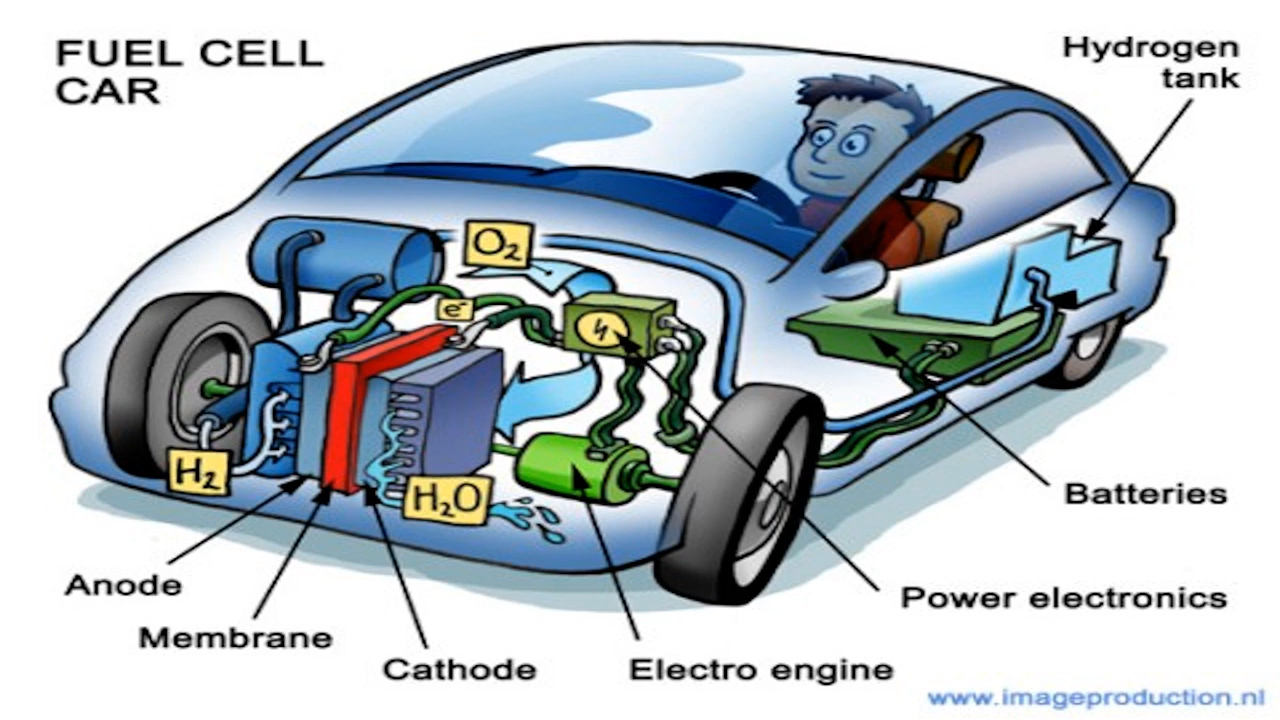 FUEL CELL
CAR
Hydrogen
tank
O₂
e⁻
H₂
H₂O
Batteries
Anode
Power electronics
Membrane
Cathode
Electro engine
www.imageproduction.nl